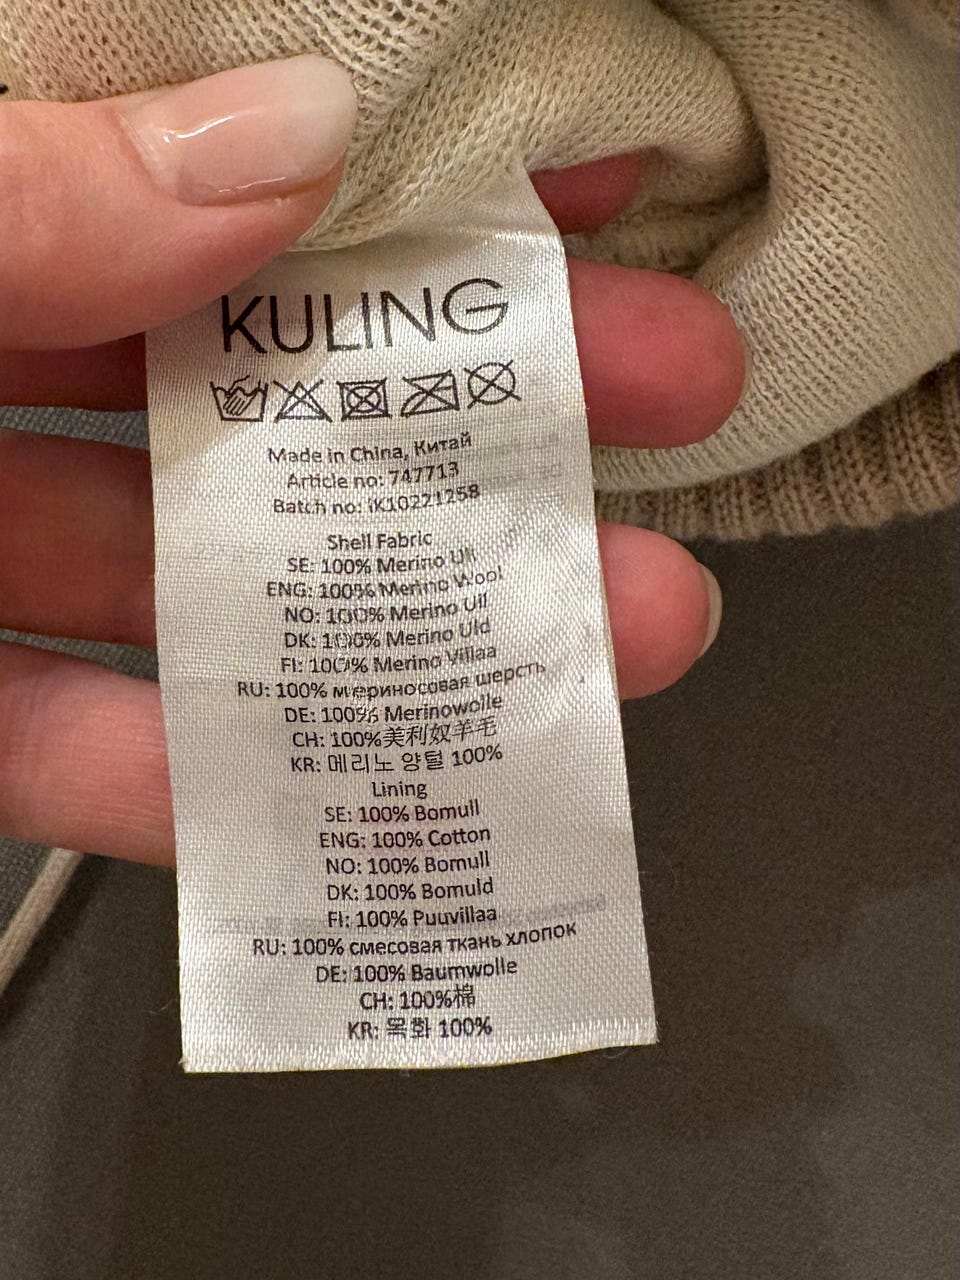 KULING
Made in China, Китай
Article no: 747713
Batch no: iK10221258
Shell Fabric
SE: 100% Merino Ull
ENG: 100% Merino Wool
NO: 100% Merino Ull
DK: 100% Merino Uld
FI: 100% Merino Villaa
RU: 100% мериносовая шерсть
DE: 100% Merinowolle
CH: 100%美利奴羊毛
KR: 메리노 양털 100%
Lining
SE: 100% Bomull
ENG: 100% Cotton
NO: 100% Bomull
DK: 100% Bomuld
FI: 100% Puuvillaa
RU: 100% смесовая ткань хлопок
DE: 100% Baumwolle
CH: 100%棉
KR: 목화 100%